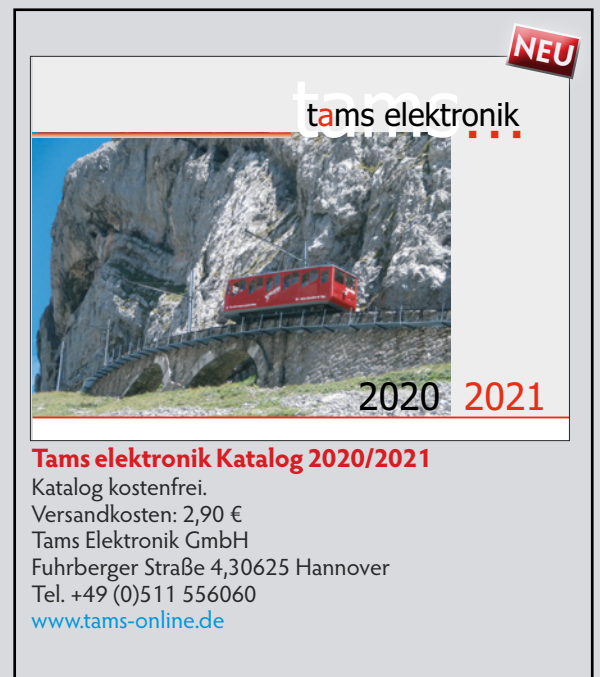 NEU
tams...
tams elektronik
2020 2021
Tams elektronik Katalog 2020/2021
Katalog kostenfrei.
Versandkosten: 2,90 €
Tams Elektronik GmbH
Fuhrberger Straße 4,30625 Hannover
Tel. +49 (0)511 556060
www.tams-online.de